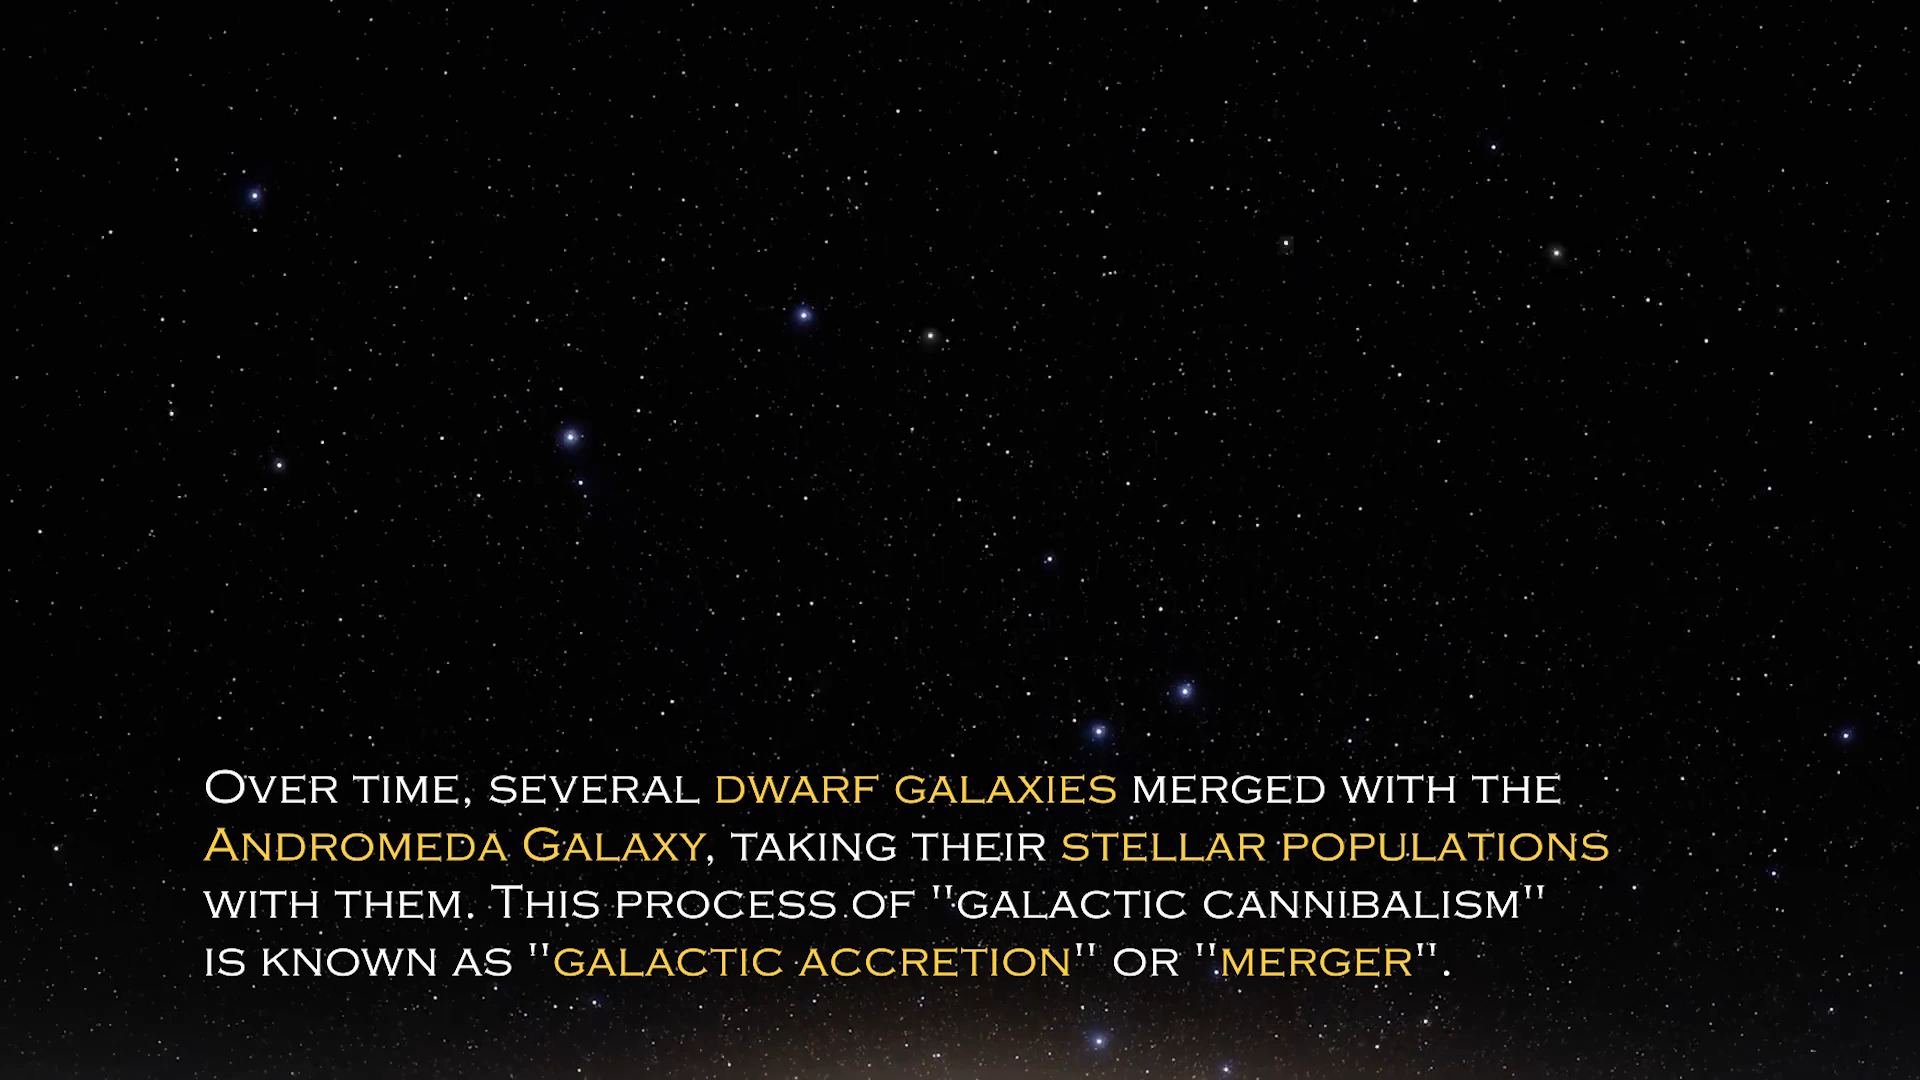 Over time, several dwarf galaxies merged with the
Andromeda Galaxy, taking their stellar populations
with them. This process of "galactic cannibalism"
is known as "galactic accretion" or "merger".